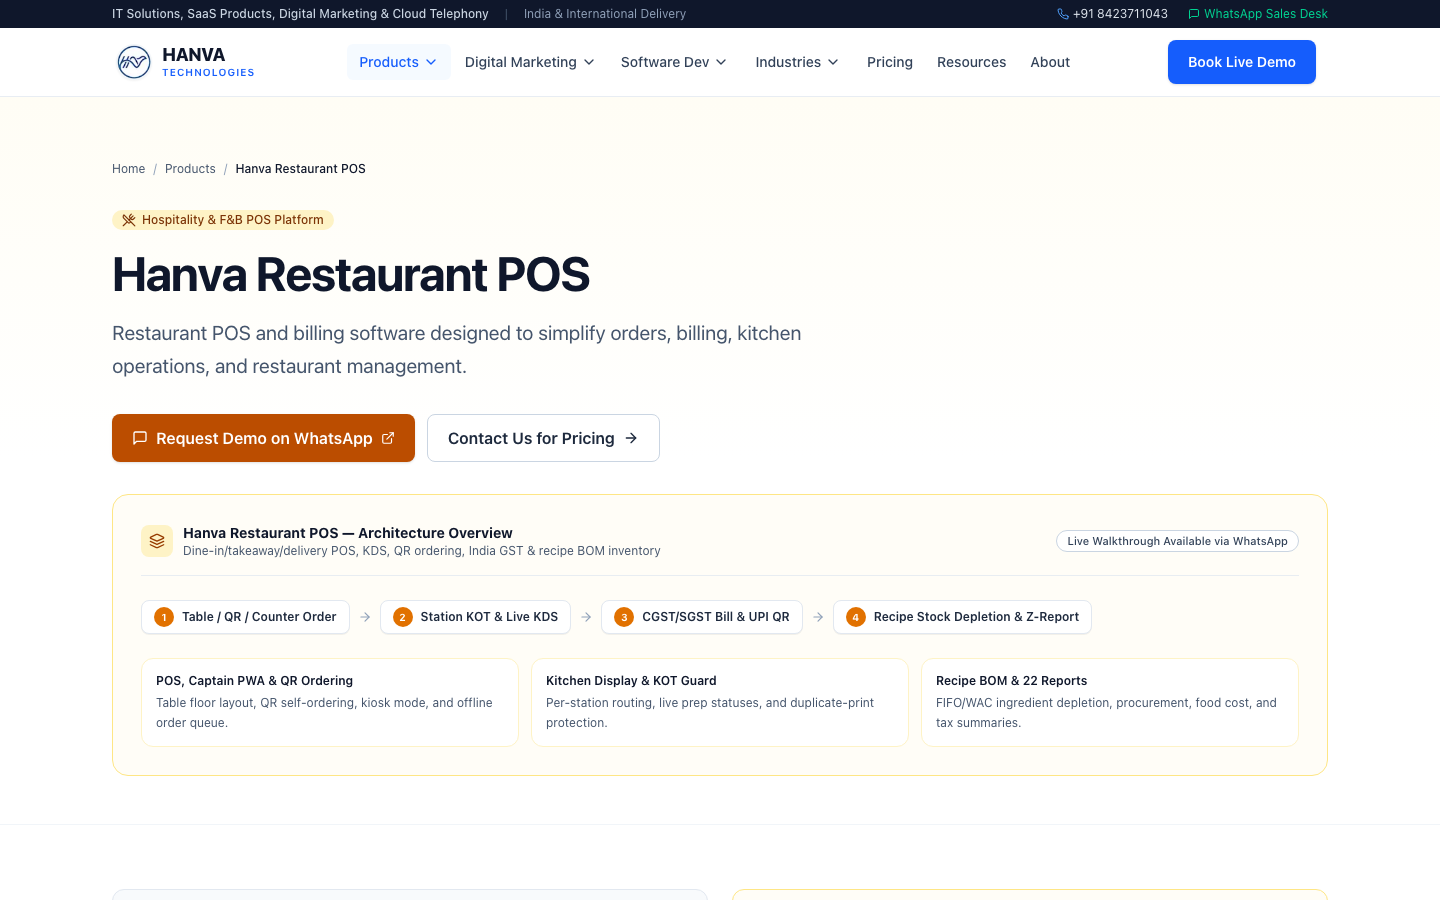 IT Solutions, SaaS Products, Digital Marketing & Cloud Telephony | India & International Delivery
+91 8423711043
WhatsApp Sales Desk
HANVA
TECHNOLOGIES
Products
Digital Marketing
Software Dev
Industries
Pricing
Resources
About
Book Live Demo
Home / Products / Hanva Restaurant POS
Hospitality & F&B POS Platform
Hanva Restaurant POS
Restaurant POS and billing software designed to simplify orders, billing, kitchen
operations, and restaurant management.
Request Demo on WhatsApp
Contact Us for Pricing →
Hanva Restaurant POS — Architecture Overview
Dine-in/takeaway/delivery POS, KDS, QR ordering, India GST & recipe BOM inventory
Live Walkthrough Available via WhatsApp
1 Table / QR / Counter Order → 2 Station KOT & Live KDS → 3 CGST/SGST Bill & UPI QR → 4 Recipe Stock Depletion & Z-Report
POS, Captain PWA & QR Ordering
Table floor layout, QR self-ordering, kiosk mode, and offline
order queue.
Kitchen Display & KOT Guard
Per-station routing, live prep statuses, and duplicate-print
protection.
Recipe BOM & 22 Reports
FIFO/WAC ingredient depletion, procurement, food cost, and
tax summaries.